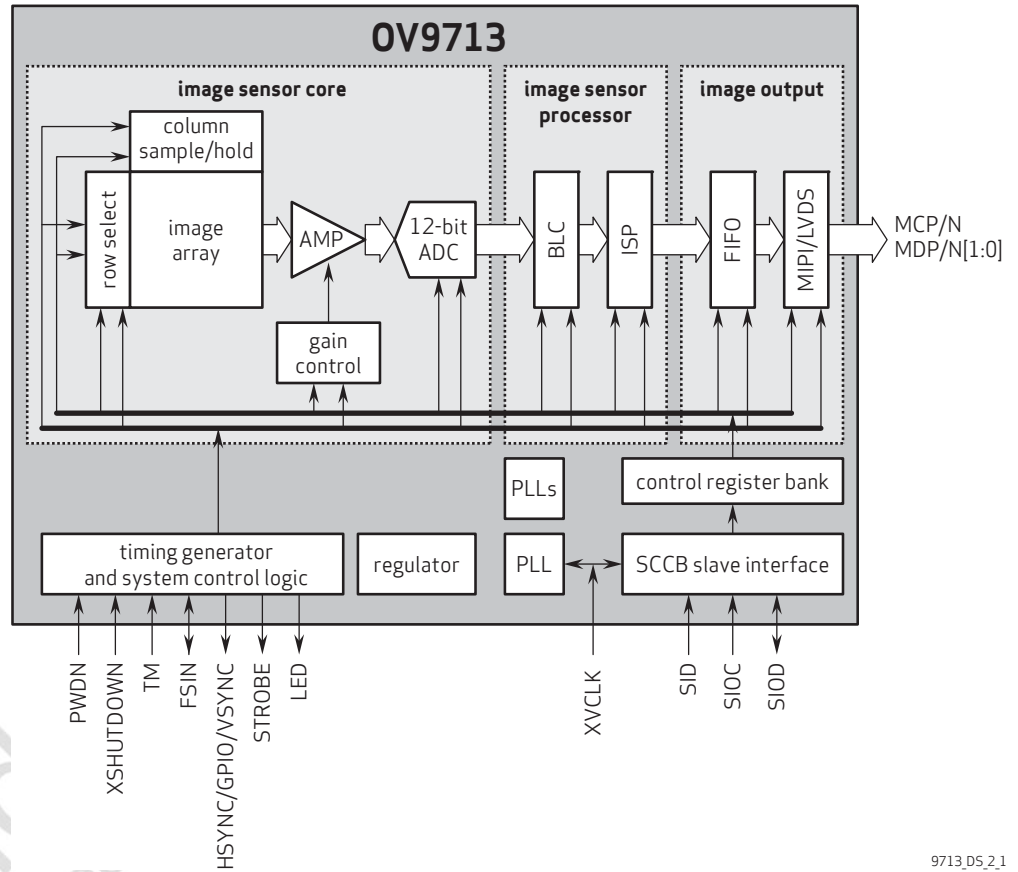 OV9713
image sensor core
image sensor
processor
image output
column
sample/hold
row select
image
array
AMP
12-bit
ADC
gain
control
BLC
ISP
FIFO
MIPI/LVDS
MCP/N
MDP/N[1:0]
PLLs
control register bank
timing generator
and system control logic
regulator
PLL
SCCB slave interface
PWDN
XSHUTDOWN
TM
FSIN
HSYNC/GPIO/VSYNC
STROBE
LED
XVCLK
SID
SIOC
SIOD
9713_DS_2_1